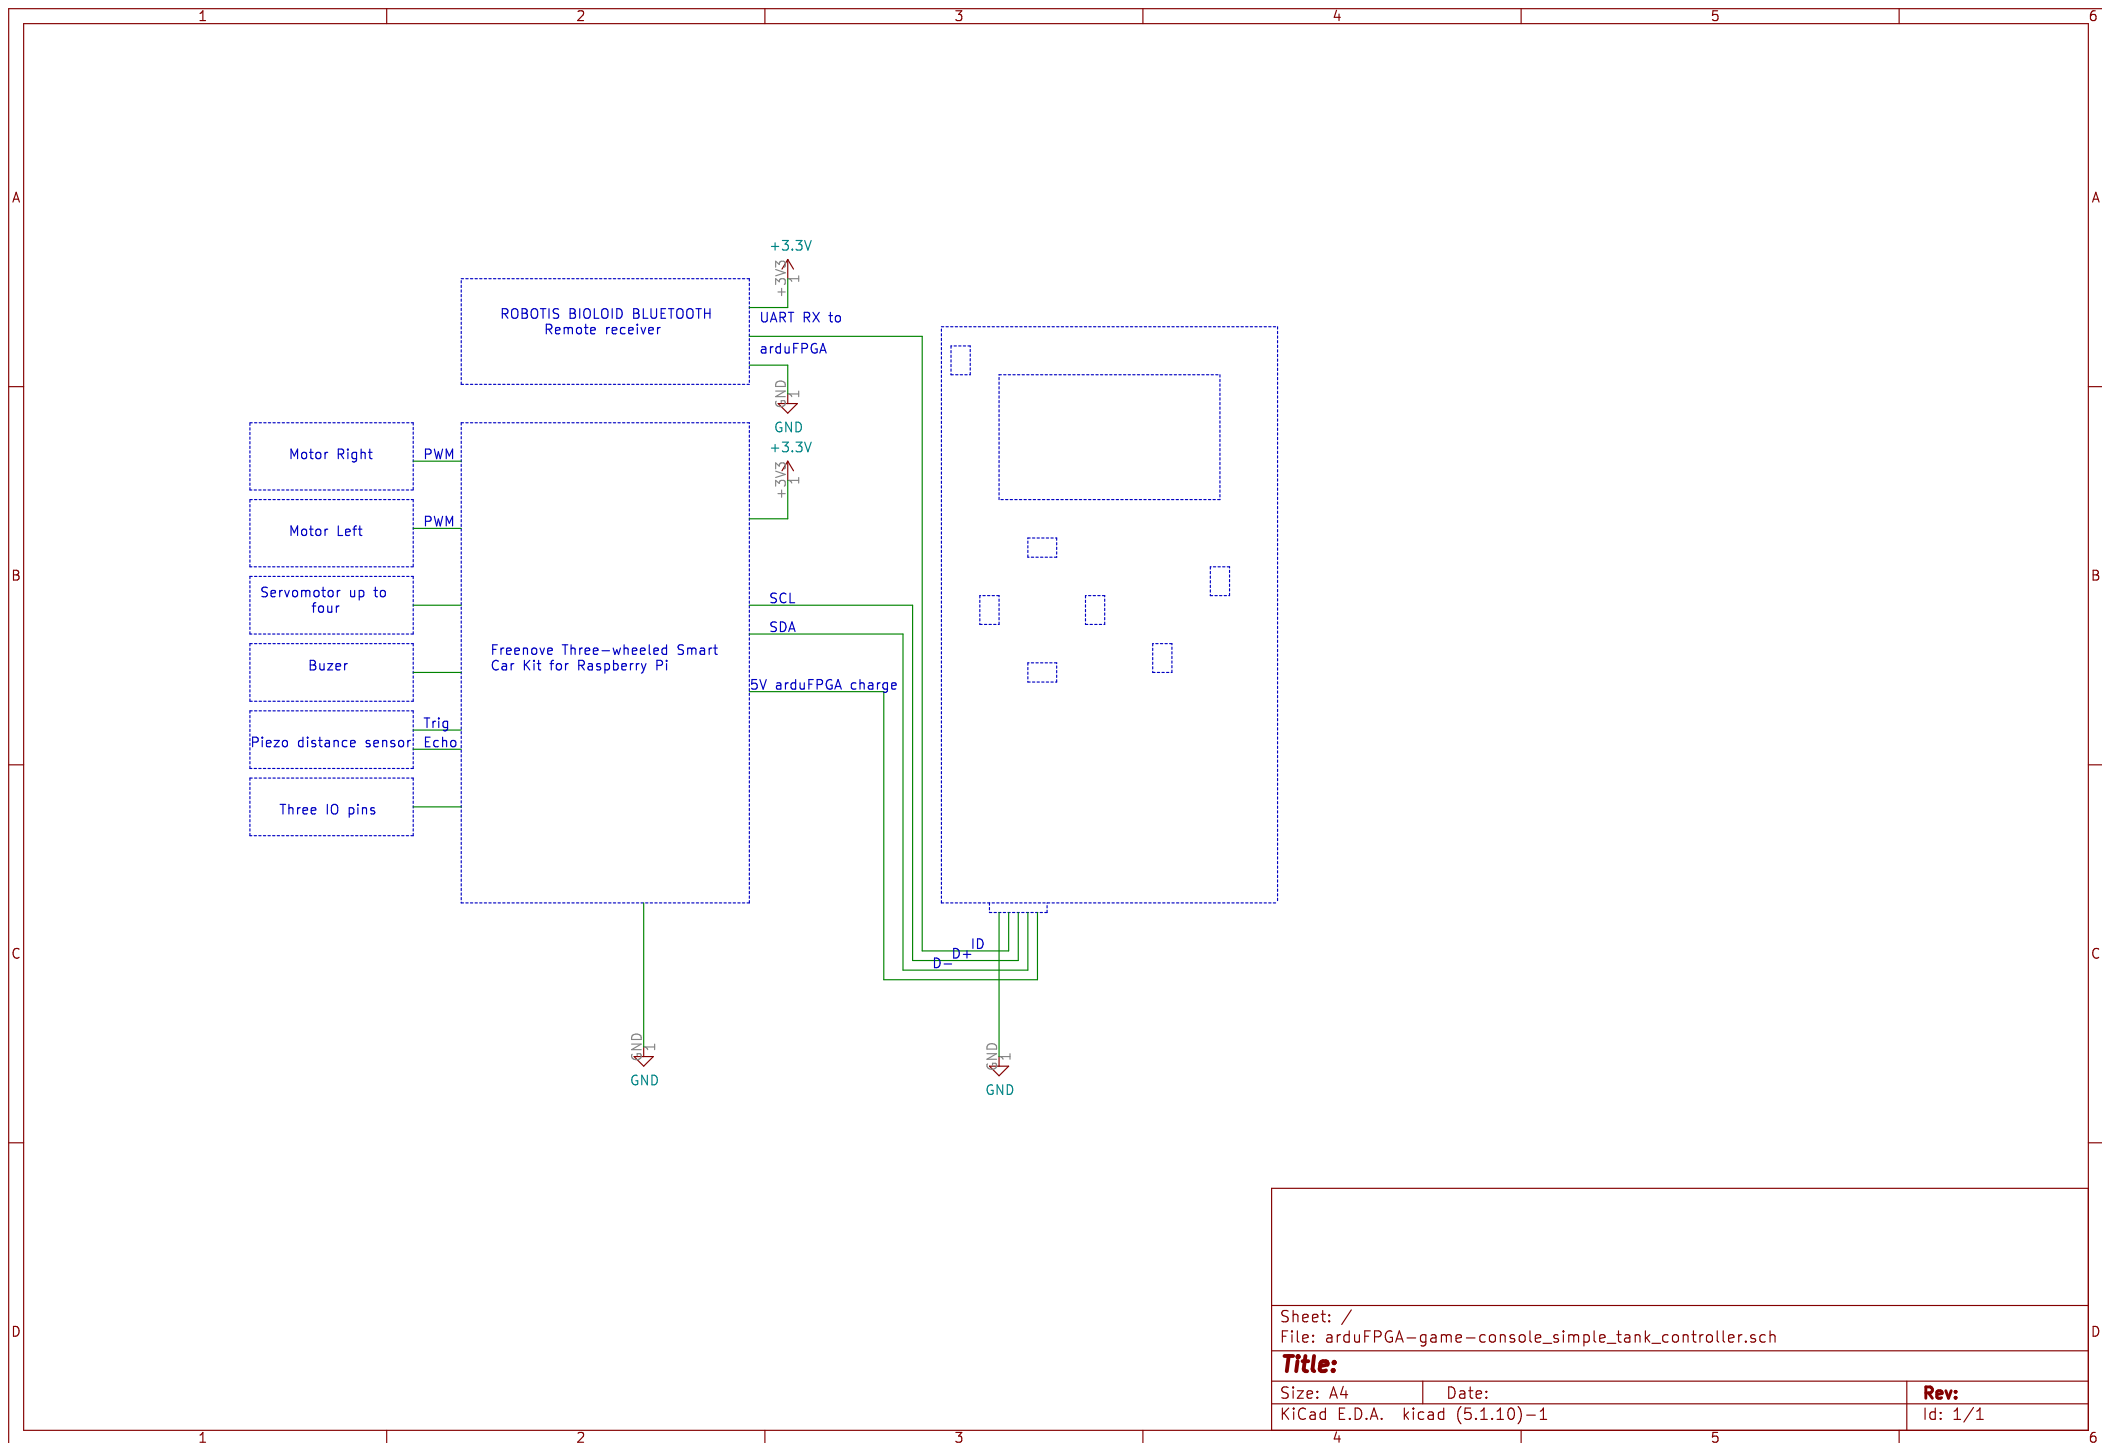 1 2 3 4 5 6
A A
+3.3V
+3V3
1
ROBOTIS BIOLOID BLUETOOTH
Remote receiver
UART RX to
arduFPGA
GND
1
GND
+3.3V
+3V3
1
Motor Right
PWM
Motor Left
PWM
B B
Servomotor up to
four
SCL
SDA
Freenove Three-wheeled Smart
Car Kit for Raspberry Pi
Buzer
5V arduFPGA charge
Trig
Piezo distance sensor
Echo
Three IO pins
ID
D+
D-
C C
GND
1
GND
GND
1
GND
Sheet: /
File: arduFPGA-game-console_simple_tank_controller.sch
D D
Title:
Size: A4 Date: Rev:
KiCad E.D.A. kicad (5.1.10)-1 Id: 1/1
1 2 3 4 5 6